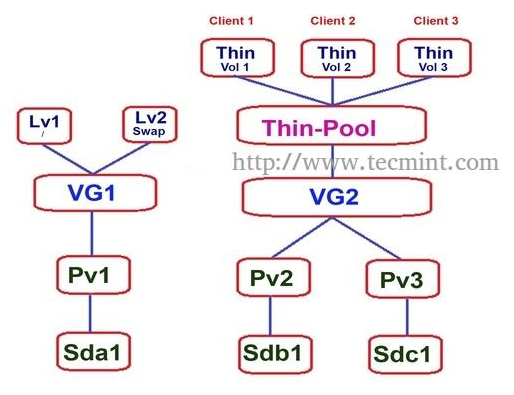 Client 1 Client 2 Client 3
Thin Thin Thin
Vol 1 Vol 2 Vol 3
Lv1 Lv2
/ Swap
Thin-Pool
http://www.tecmint.com
VG1 VG2
Pv1 Pv2 Pv3
Sda1 Sdb1 Sdc1